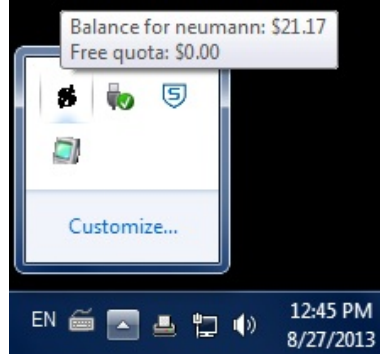 Balance for neumann: $21.17
Free quota: $0.00
S
Customize...
EN
12:45 PM
8/27/2013